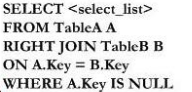 SELECT <select_list>
FROM TableA A
RIGHT JOIN TableB B
ON A.Key = B.Key
WHERE A.Key IS NULL